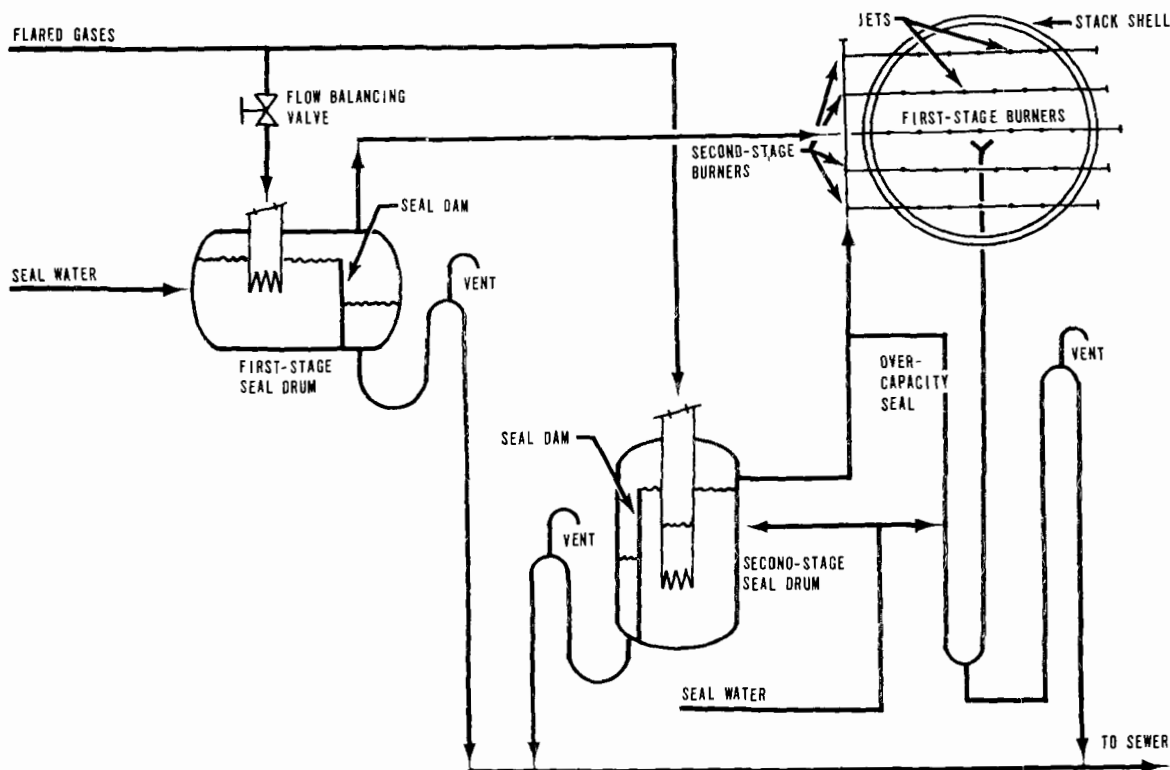 FLARED GASES
JETS
STACK SHELL
FLOW BALANCING
VALVE
FIRST-STAGE BURNERS
SECOND-STAGE
BURNERS
SEAL DAM
SEAL WATER
VENT
FIRST-STAGE
SEAL DRUM
OVER-
CAPACITY
SEAL
VENT
SEAL DAM
VENT
SECONO-STAGE
SEAL DRUM
SEAL WATER
TO SEWER